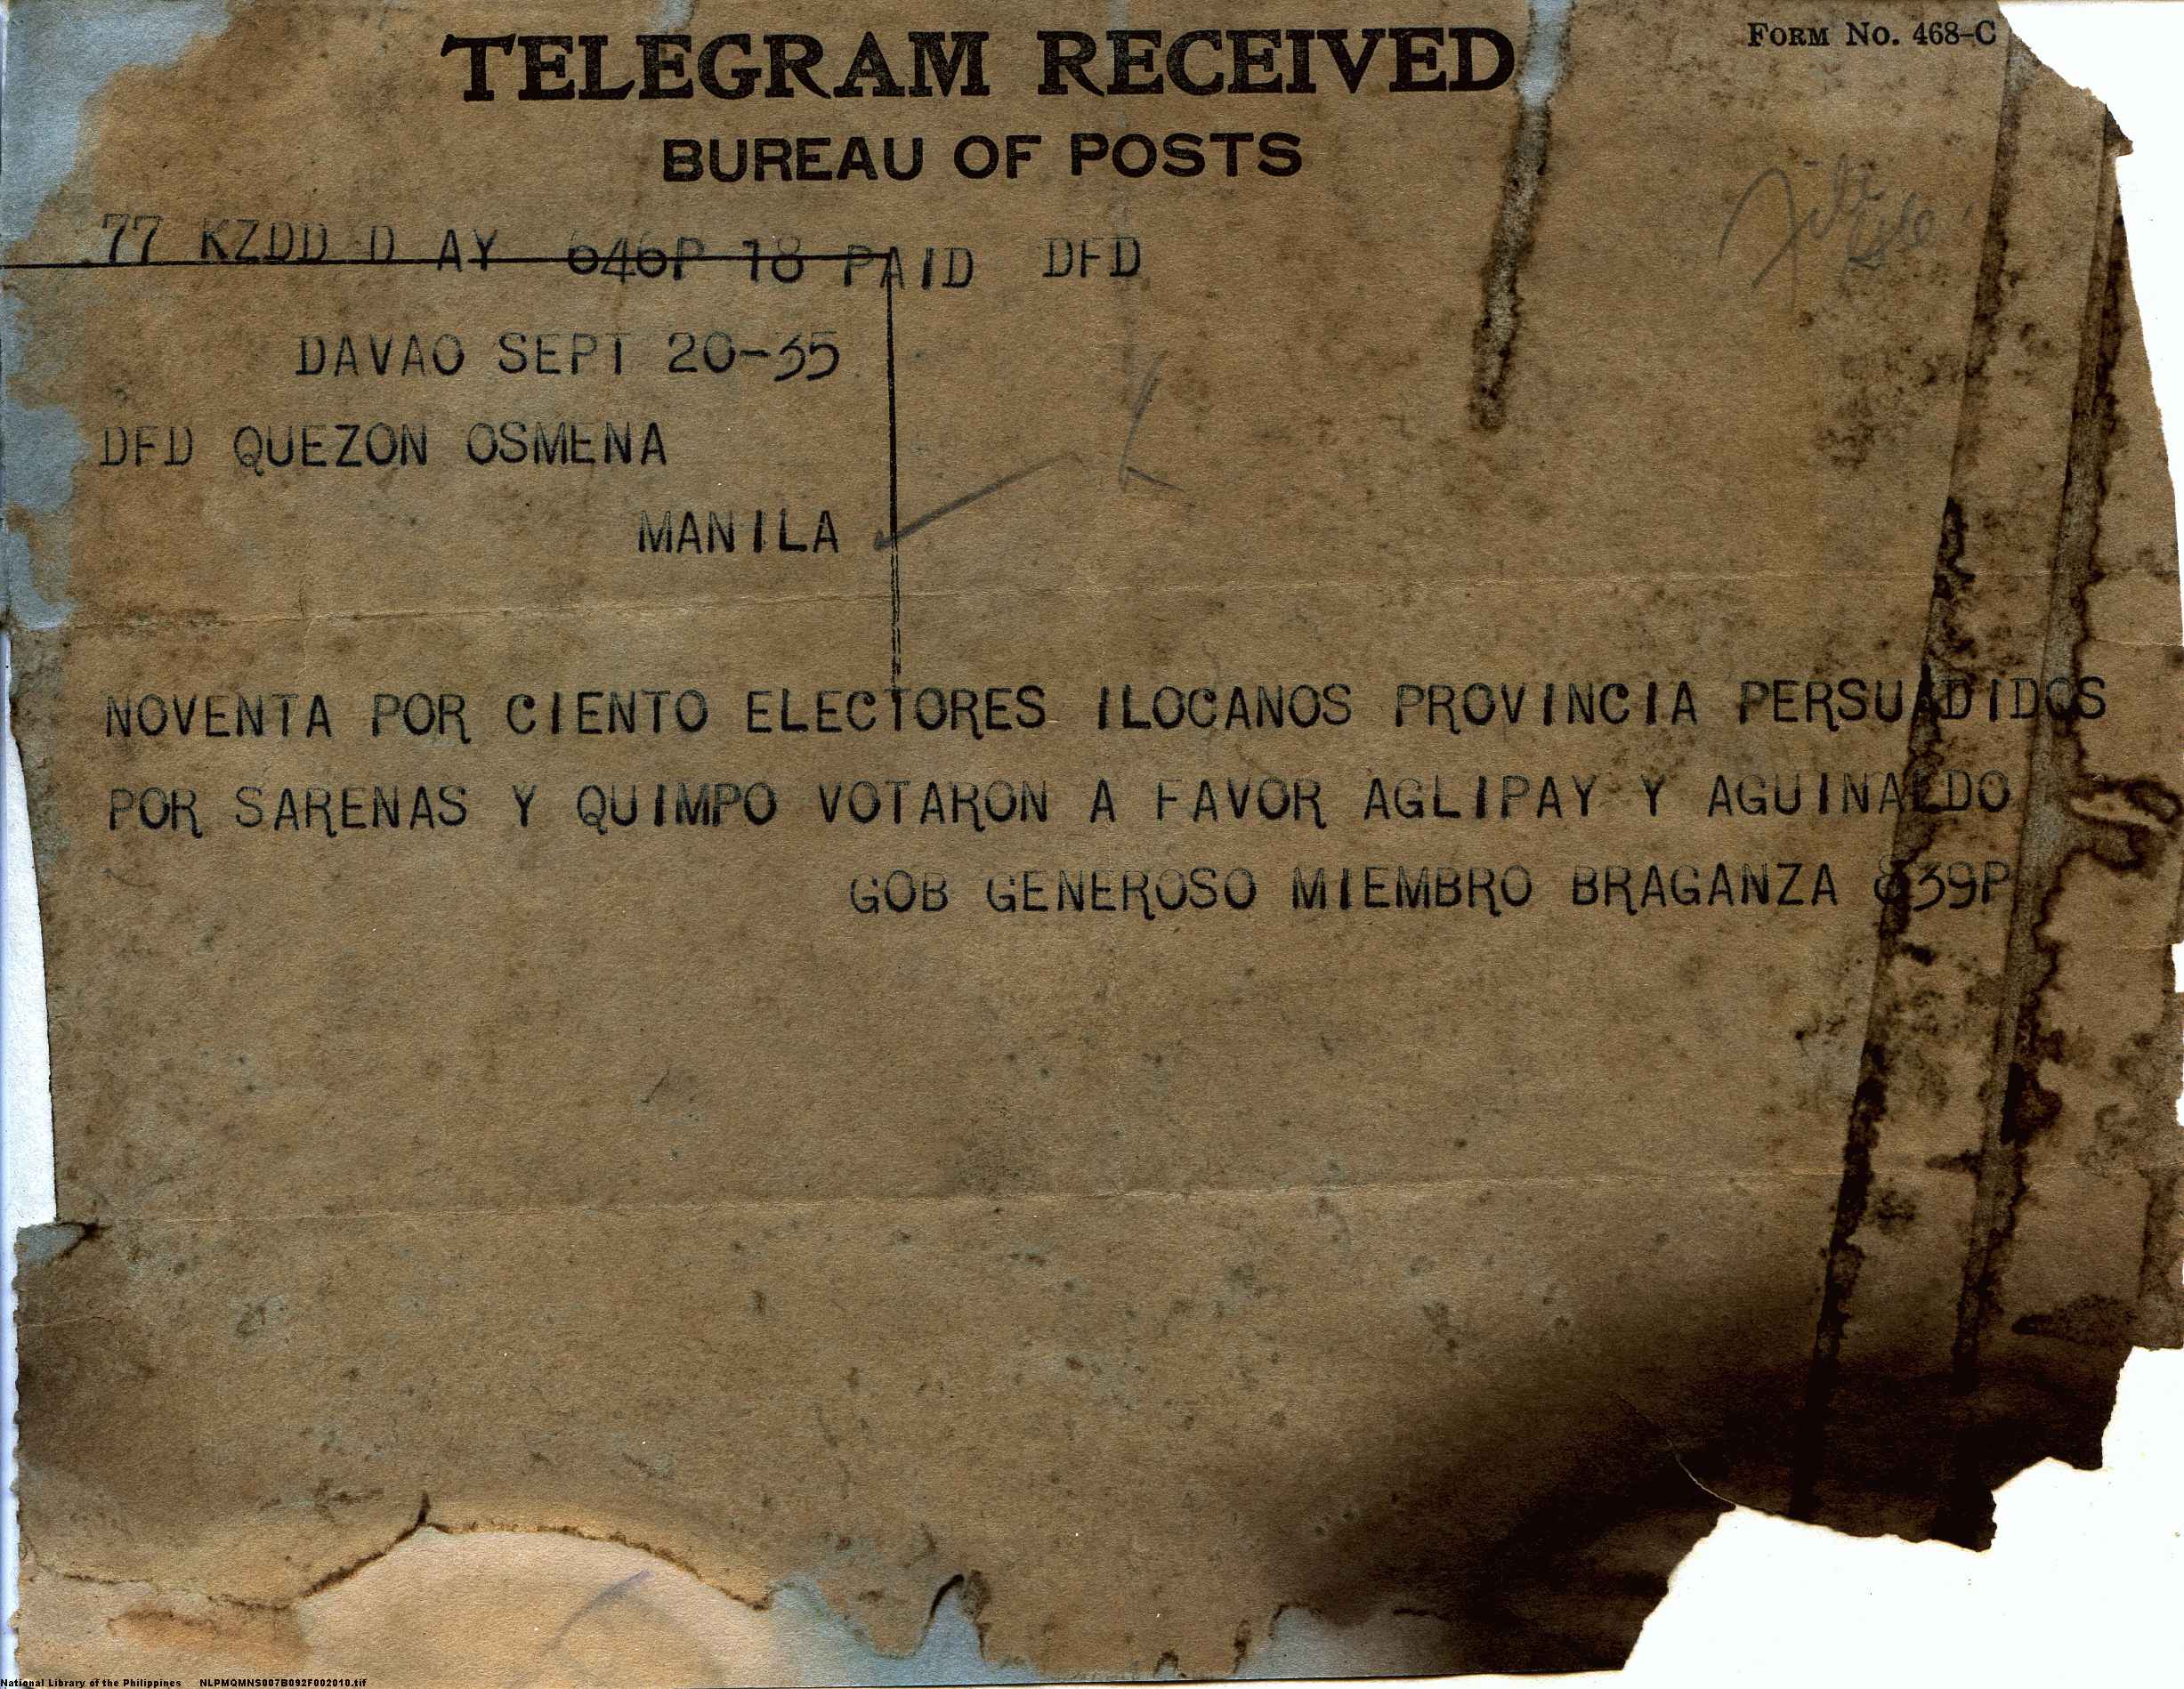 FORM NO. 468-C
TELEGRAM RECEIVED
BUREAU OF POSTS
77 KZDD D AY 646P 18 PAID DFD
DAVAO SEPT 20-35
DFD QUEZON OSMENA
MANILA
NOVENTA POR CIENTO ELECTORES ILOCANOS PROVINCIA PERSUADIDOS
POR SARENAS Y QUIMPO VOTARON A FAVOR AGLIPAY Y AGUINALDO
GOB GENEROSO MIEMBRO BRAGANZA 839P
National Library of the Philippines NLPMQMNS007B092F002010.tif